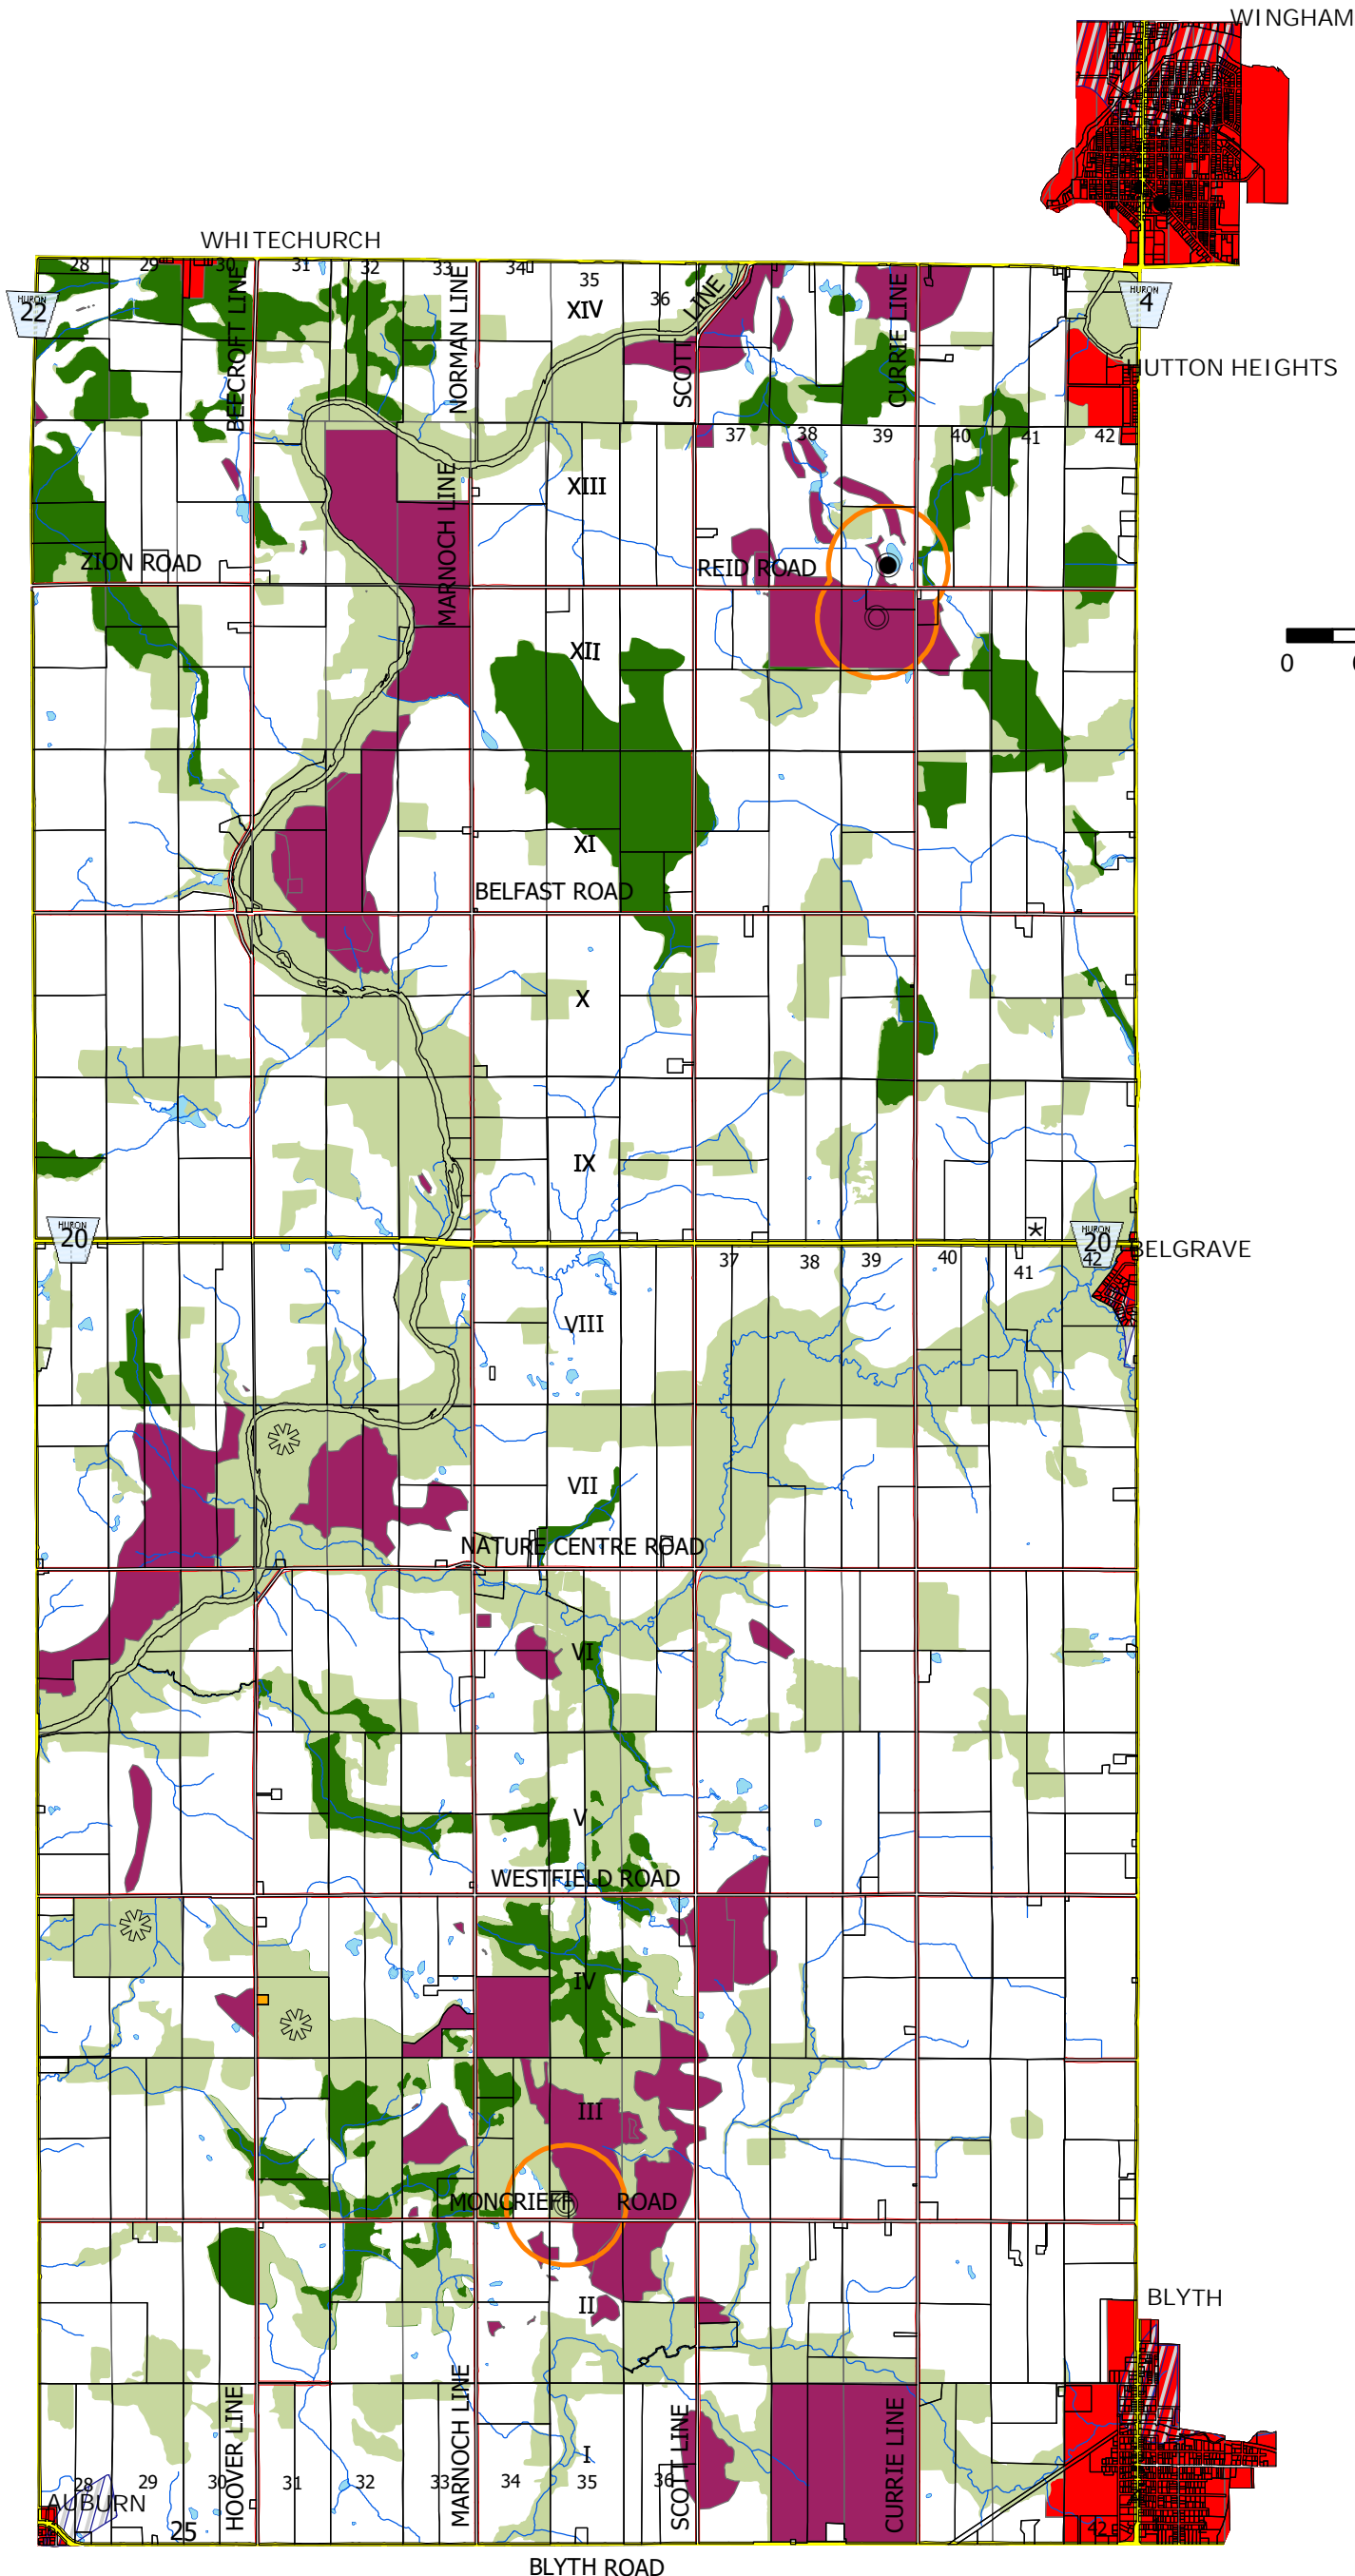 WINGHAM
WHITECHURCH
28 29 30 31 32 33 34 35 36
HURON 22
HURON 4
BEECROFT LINE
NORMAN LINE
XIV
SCOTT LINE
CURRIE LINE
HUTTON HEIGHTS
37 38 39 40 41 42
MARNOCH LINE
XIII
ZION ROAD
REID ROAD
XII
0
XI
BELFAST ROAD
X
IX
*
HURON 20
HURON 20
BELGRAVE
37 38 39 40 41 42
VIII
VII
NATURE CENTRE ROAD
VI
V
WESTFIELD ROAD
IV
III
MONCRIEFF ROAD
II
BLYTH
HOOVER LINE
MARNOCH LINE
SCOTT LINE
CURRIE LINE
I
28 29 30 31 32 33 34 35 36
AUBURN
25
42
BLYTH ROAD